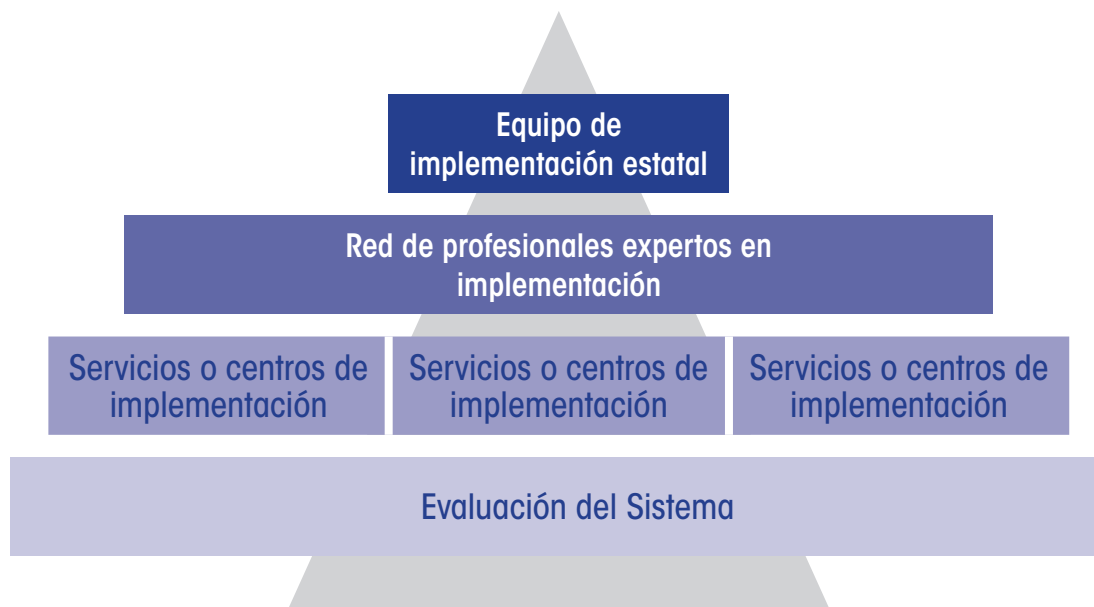 Equipo de
implementación estatal
Red de profesionales expertos en
implementación
Servicios o centros de
implementación
Servicios o centros de
implementación
Servicios o centros de
implementación
Evaluación del Sistema